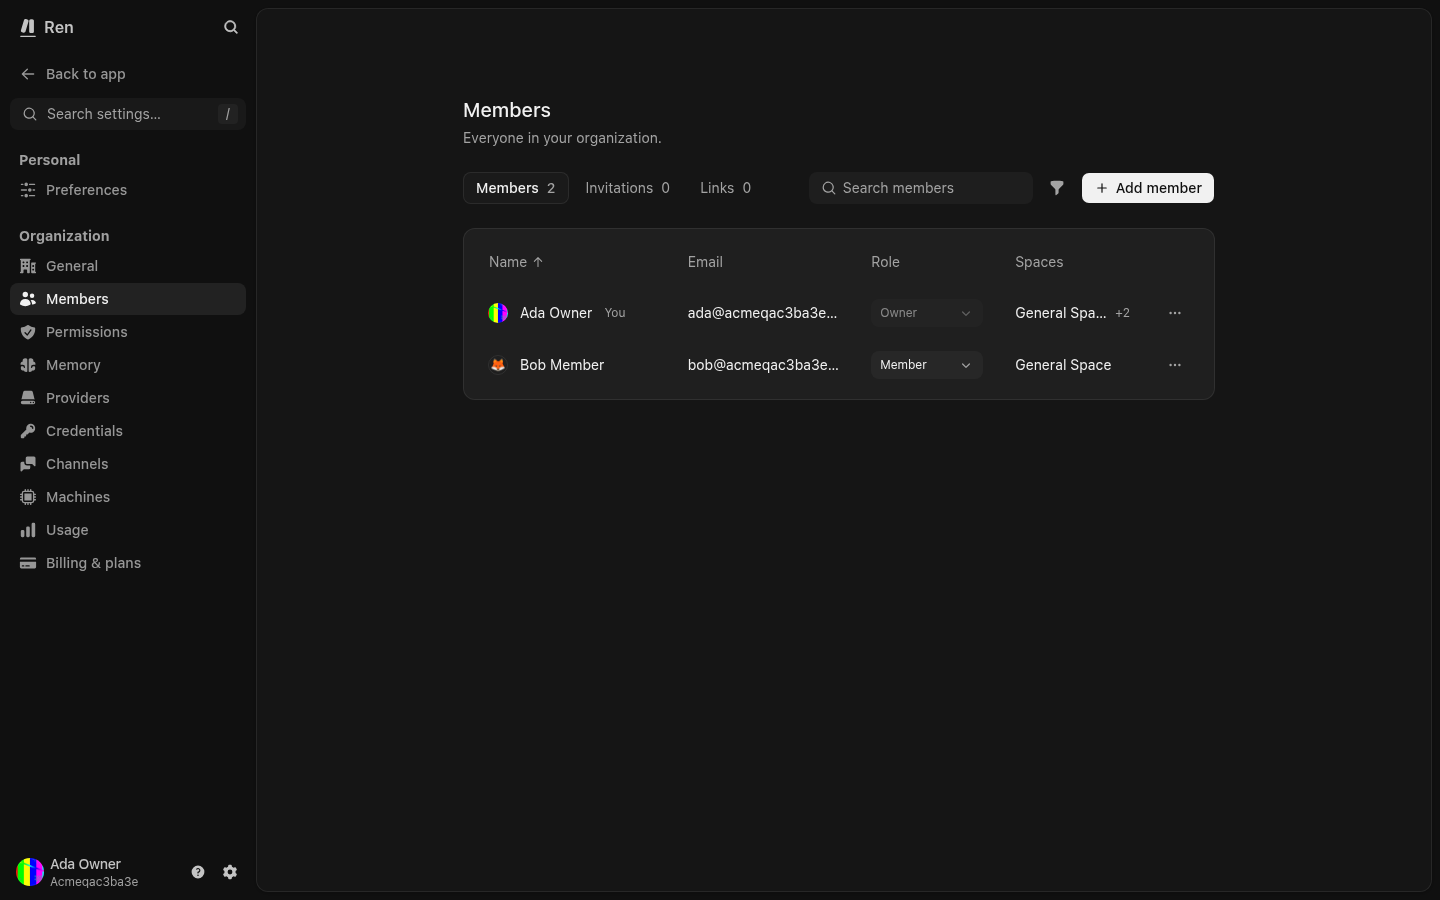 Ren
Back to app
Search settings... /
Personal
Preferences
Organization
General
Members
Permissions
Memory
Providers
Credentials
Channels
Machines
Usage
Billing & plans
Ada Owner
Acmeqac3ba3e
Members
Everyone in your organization.
Members 2 Invitations 0 Links 0 Search members + Add member
Name ↑ Email Role Spaces
Ada Owner You ada@acmeqac3ba3e... Owner General Spa... +2 ...
Bob Member bob@acmeqac3ba3e... Member General Space ...